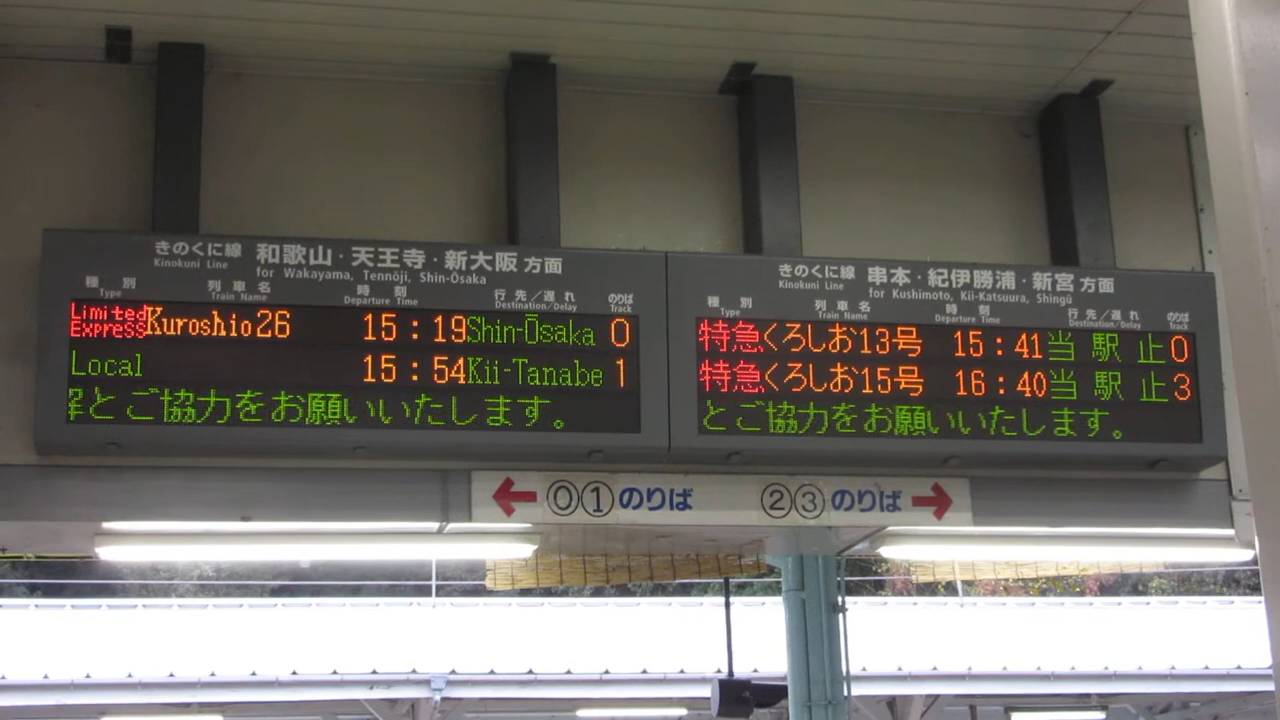 きのくに線 和歌山・天王寺・新大阪 方面
Kinokuni Line for Wakayama, Tennōji, Shin-Ōsaka
種別 列車名 時刻 行先/遅れ のりば
Type Train Name Departure Time Destination/Delay Track
Limited Express Kuroshio26 15:19 Shin-Ōsaka 0
Local 15:54 Kii-Tanabe 1
とご協力をお願いいたします。
きのくに線 串本・紀伊勝浦・新宮 方面
Kinokuni Line for Kushimoto, Kii-Katsuura, Shingū
種別 列車名 時刻 行先/遅れ のりば
Type Train Name Departure Time Destination/Delay Track
特急 くろしお13号 15:41 当駅止 0
特急 くろしお15号 16:40 当駅止 3
とご協力をお願いいたします。
← ⓪①のりば ②③のりば →